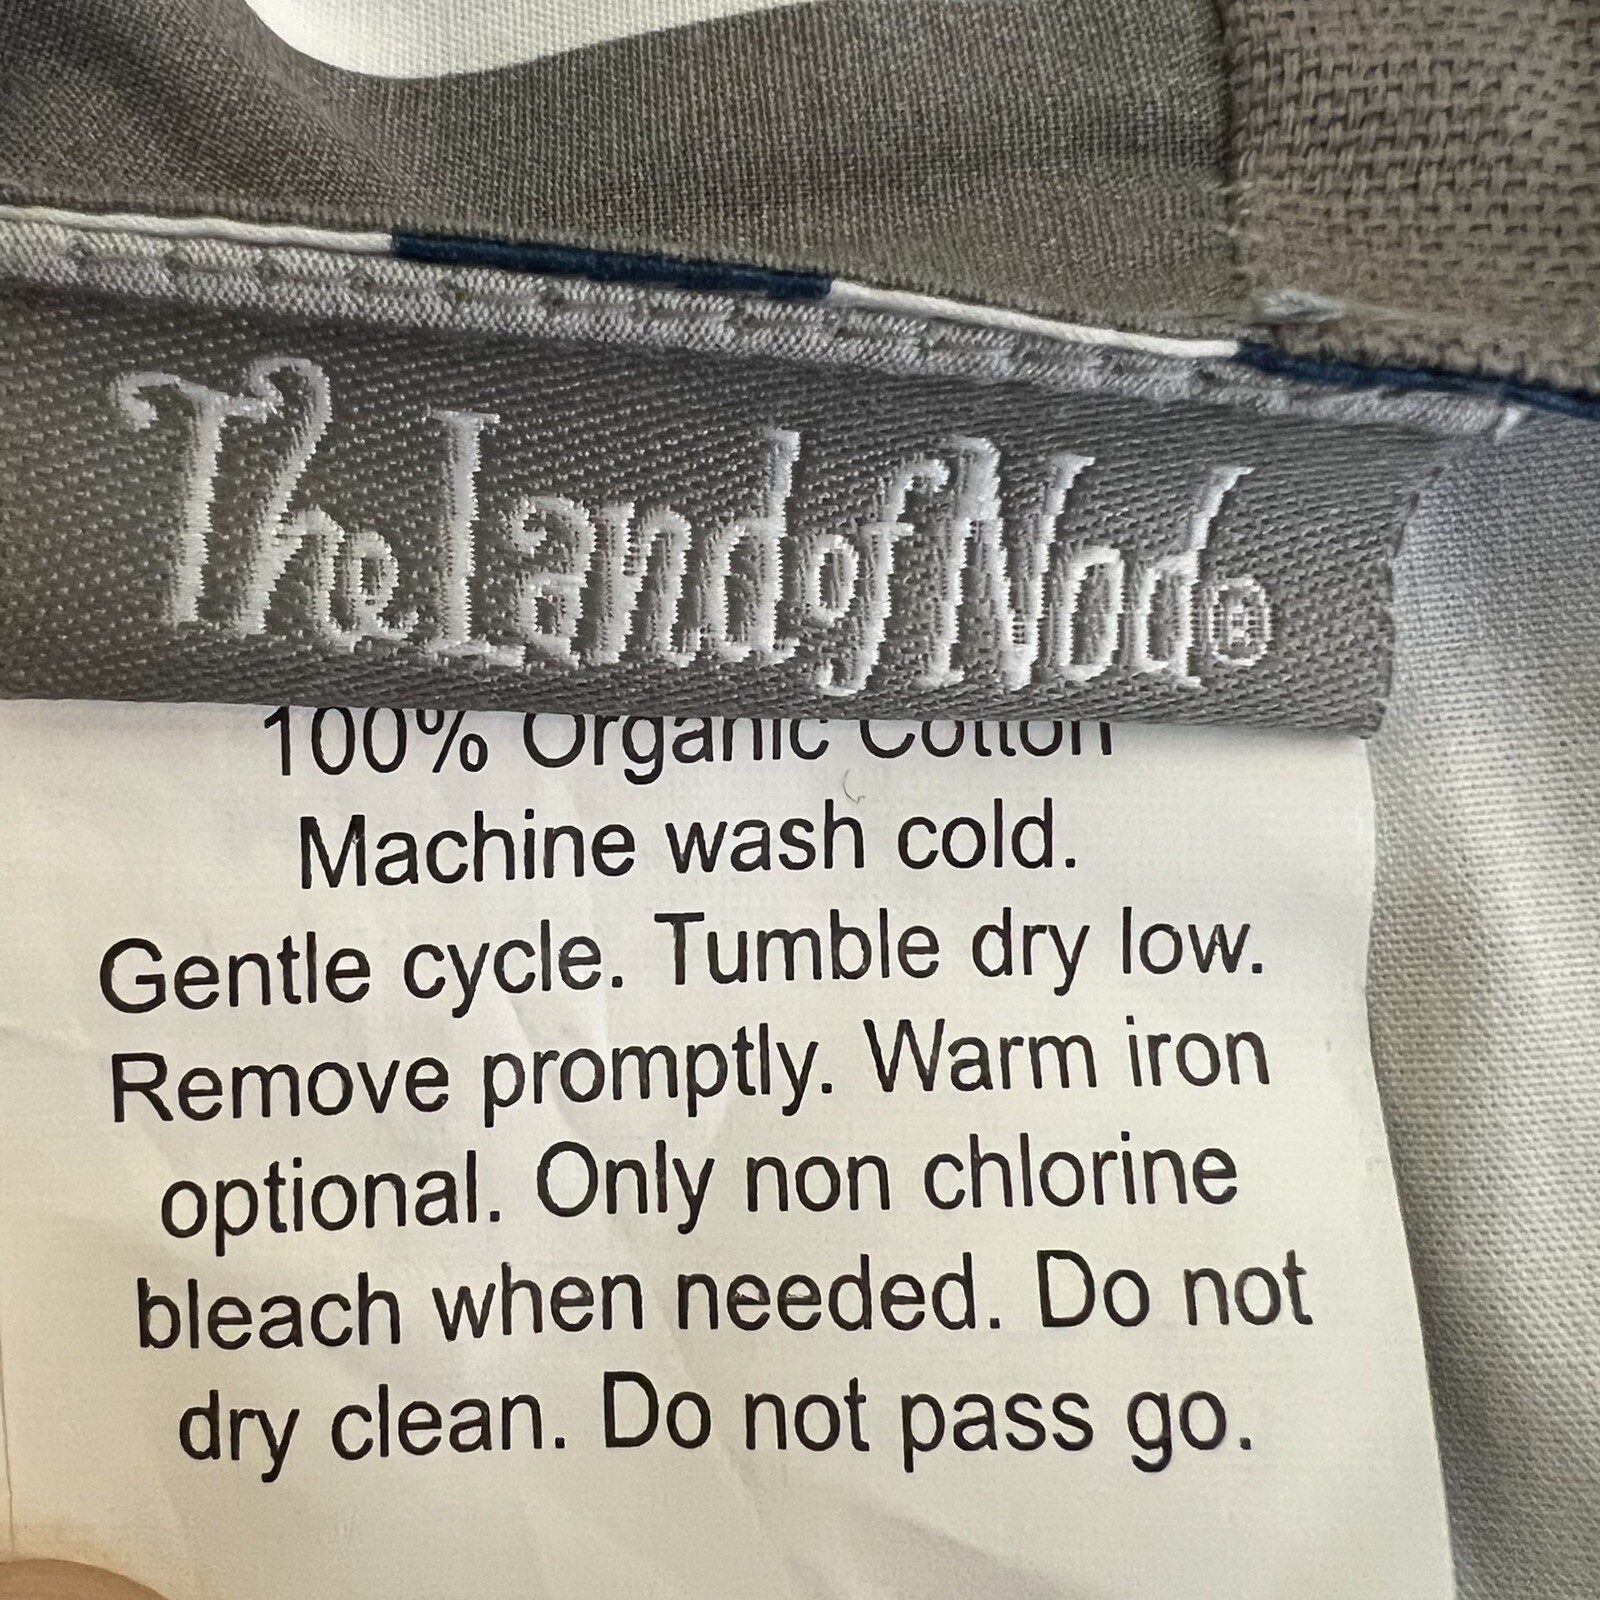 The Land of Nod®
100% Organic Cotton
Machine wash cold.
Gentle cycle. Tumble dry low.
Remove promptly. Warm iron
optional. Only non chlorine
bleach when needed. Do not
dry clean. Do not pass go.